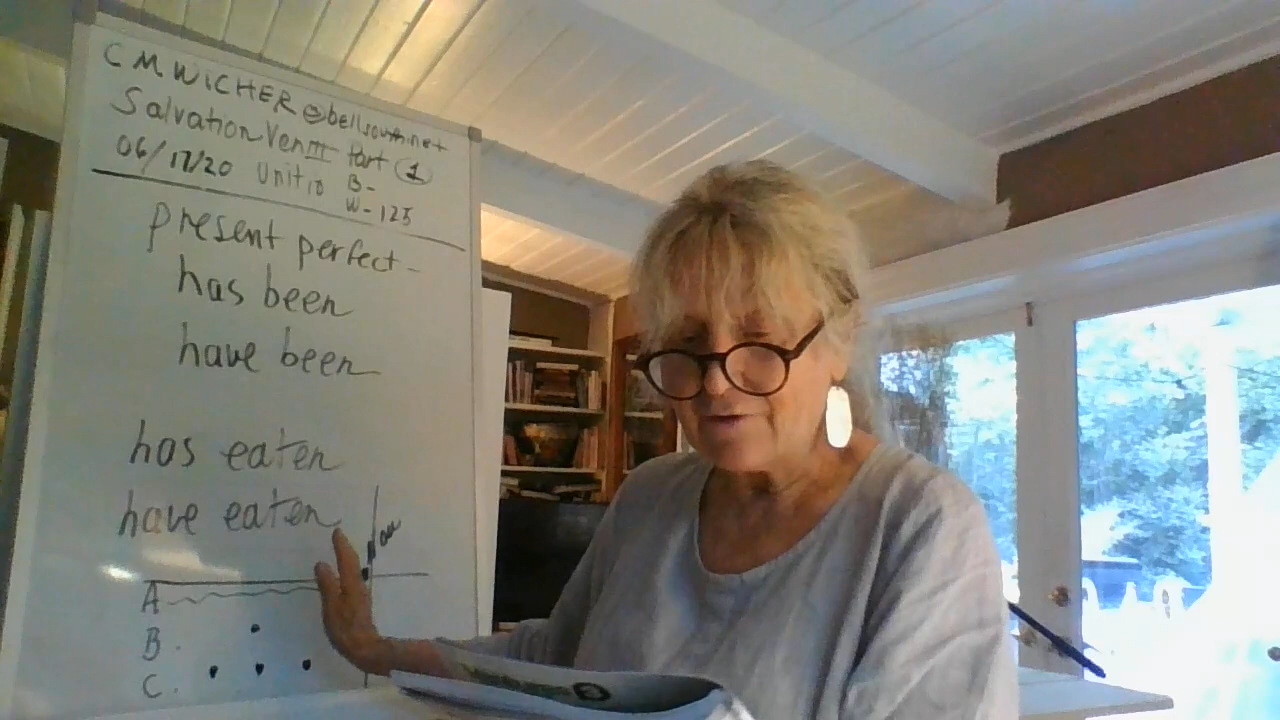 CMWICHER@bellsouth.net
Salvation Ven III Part 1
06/17/20 Unit 10 B-
W-125
present perfect-
has been
have been
has eaten
have eaten
Now
A
B.
C.